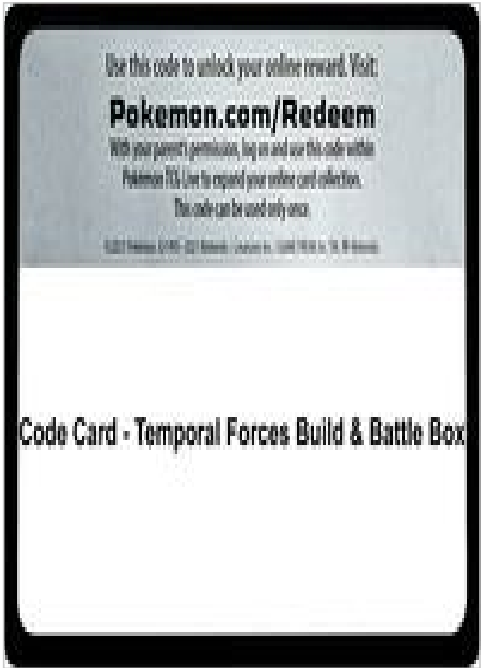 Use this code to unlock your online reward. Visit:
Pokemon.com/Redeem
With your parent's permission, log on and use this code within
Pokémon TCG Live to expand your online card collection.
This code can be used only once.
Code Card - Temporal Forces Build & Battle Box